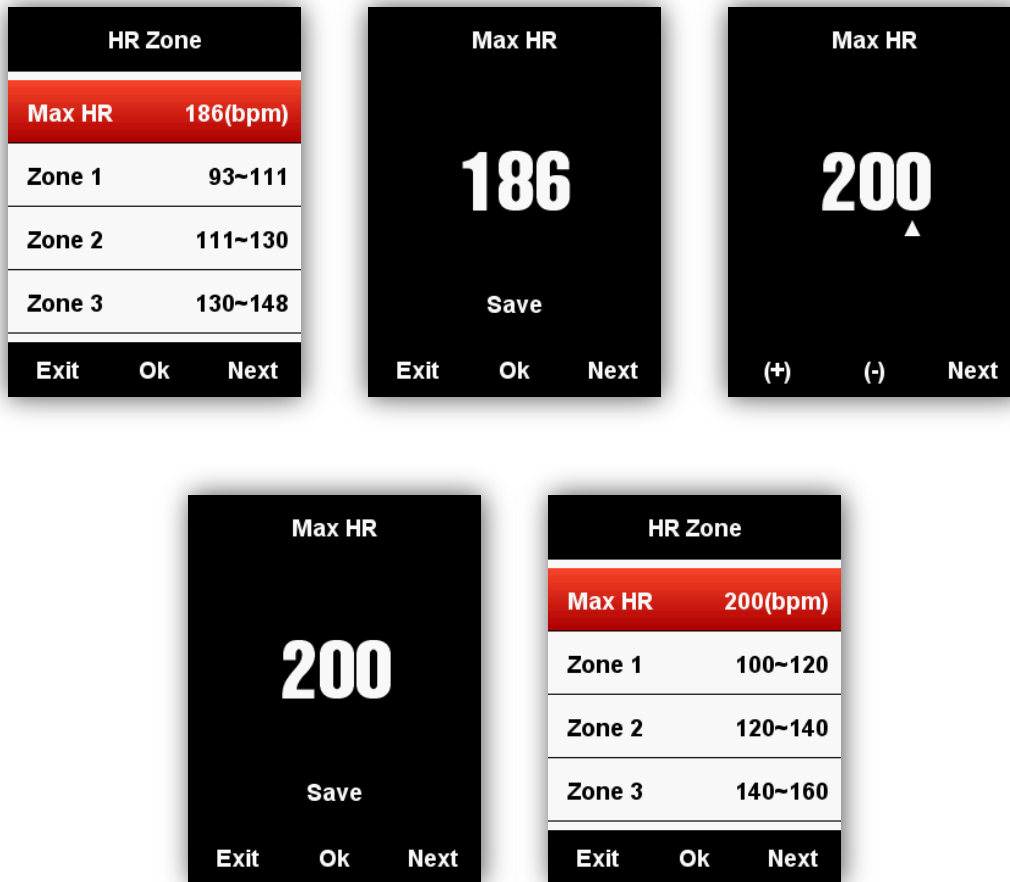 HR Zone
Max HR 186(bpm)
Zone 1 93~111
Zone 2 111~130
Zone 3 130~148
Exit Ok Next
Max HR
186
Save
Exit Ok Next
Max HR
200
(+) (-) Next
Max HR
200
Save
Exit Ok Next
HR Zone
Max HR 200(bpm)
Zone 1 100~120
Zone 2 120~140
Zone 3 140~160
Exit Ok Next